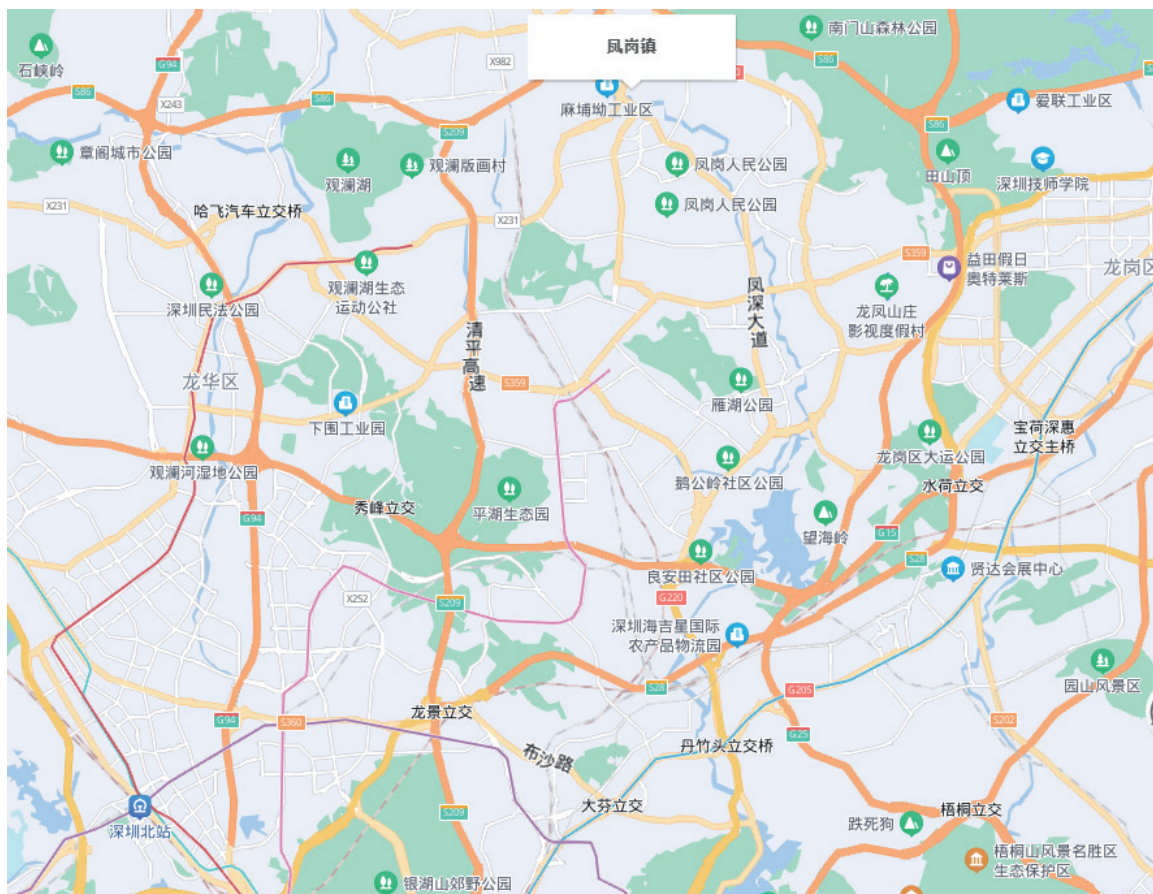 凤岗镇
南门山森林公园
石峡岭
G94
X982
S86
S86
S86
S86
X243
麻埔坳工业区
爱联工业区
S209
S86
章阁城市公园
观澜湖
观澜版画村
凤岗人民公园
田山顶
深圳技师学院
X231
哈飞汽车立交桥
X231
凤岗人民公园
S359
益田假日
奥特莱斯
龙岗区
深圳民法公园
观澜湖生态
运动公社
凤深大道
龙凤山庄
影视度假村
清平高速
龙华区
S359
下围工业园
雁湖公园
观澜河湿地公园
鹅公岭社区公园
龙岗区大运公园
宝荷深惠
立交主桥
水荷立交
秀峰立交
平湖生态园
G94
望海岭
G15
S28
良安田社区公园
贤达会展中心
X252
S209
G220
深圳海吉星国际
农产品物流园
S28
G205
园山风景区
龙景立交
G94
S360
S202
G25
丹竹头立交桥
布沙路
大芬立交
深圳北站
S209
跌死狗
梧桐立交
梧桐山风景名胜区
生态保护区
银湖山郊野公园